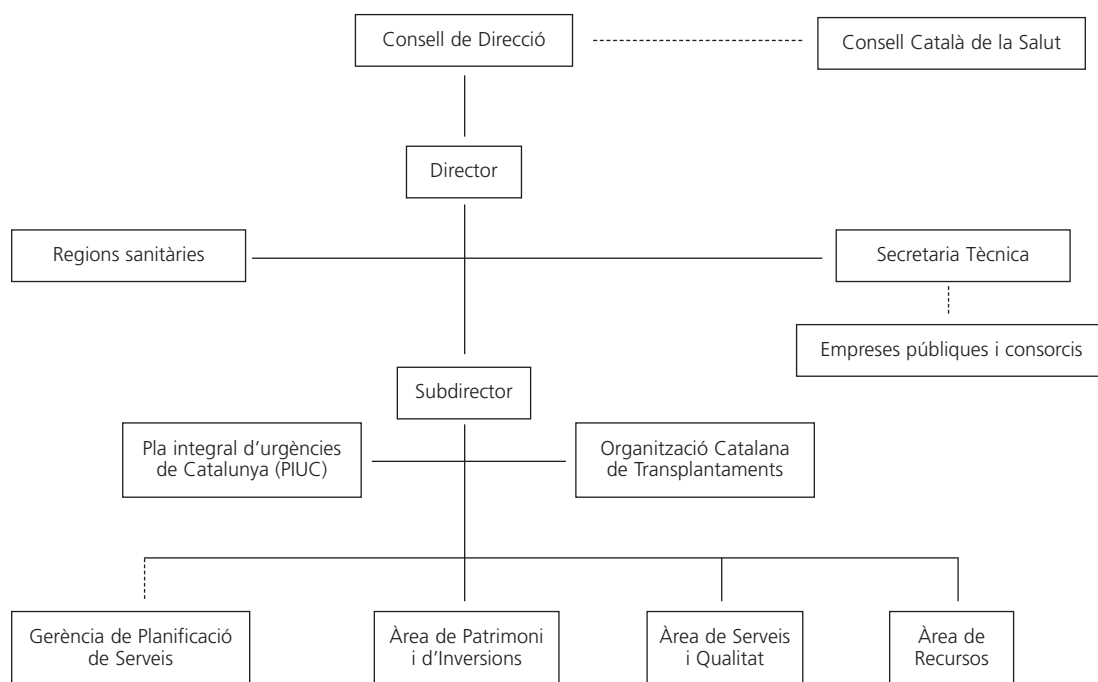 Consell de Direcció
Consell Català de la Salut
Director
Regions sanitàries
Secretaria Tècnica
Empreses públiques i consorcis
Subdirector
Pla integral d’urgències
de Catalunya (PIUC)
Organització Catalana
de Transplantaments
Gerència de Planificació
de Serveis
Àrea de Patrimoni
i d’Inversions
Àrea de Serveis
i Qualitat
Àrea de
Recursos